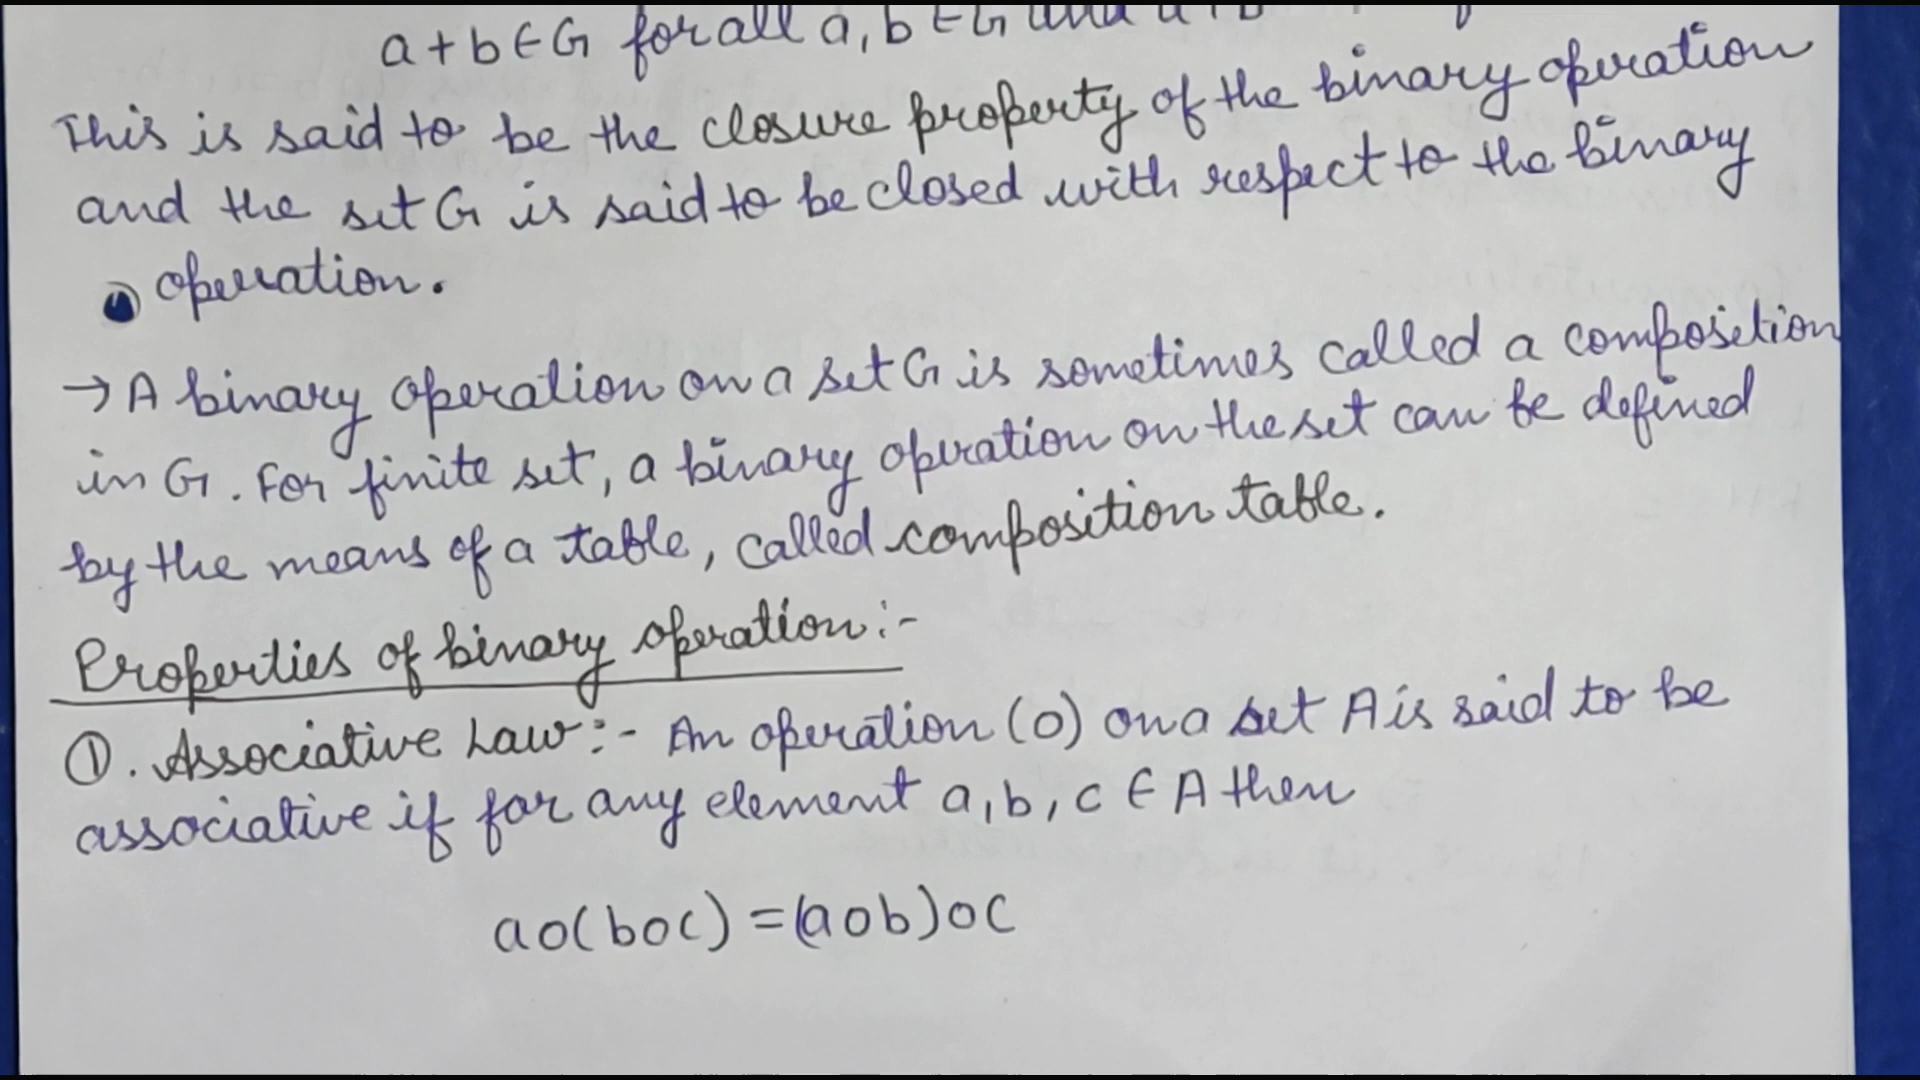 a+b∈G for all a, b ∈ G and a
This is said to be the closure property of the binary operation
and the set G is said to be closed with respect to the binary
operation.
→ A binary operation on a set G is sometimes called a composition
in G. For finite set, a binary operation on the set can be defined
by the means of a table, called composition table.
Properties of binary operation:-
①. Associative Law:- An operation (o) on a set A is said to be
associative if for any element a, b, c ∈ A then
ao(boc) = (aob)oc